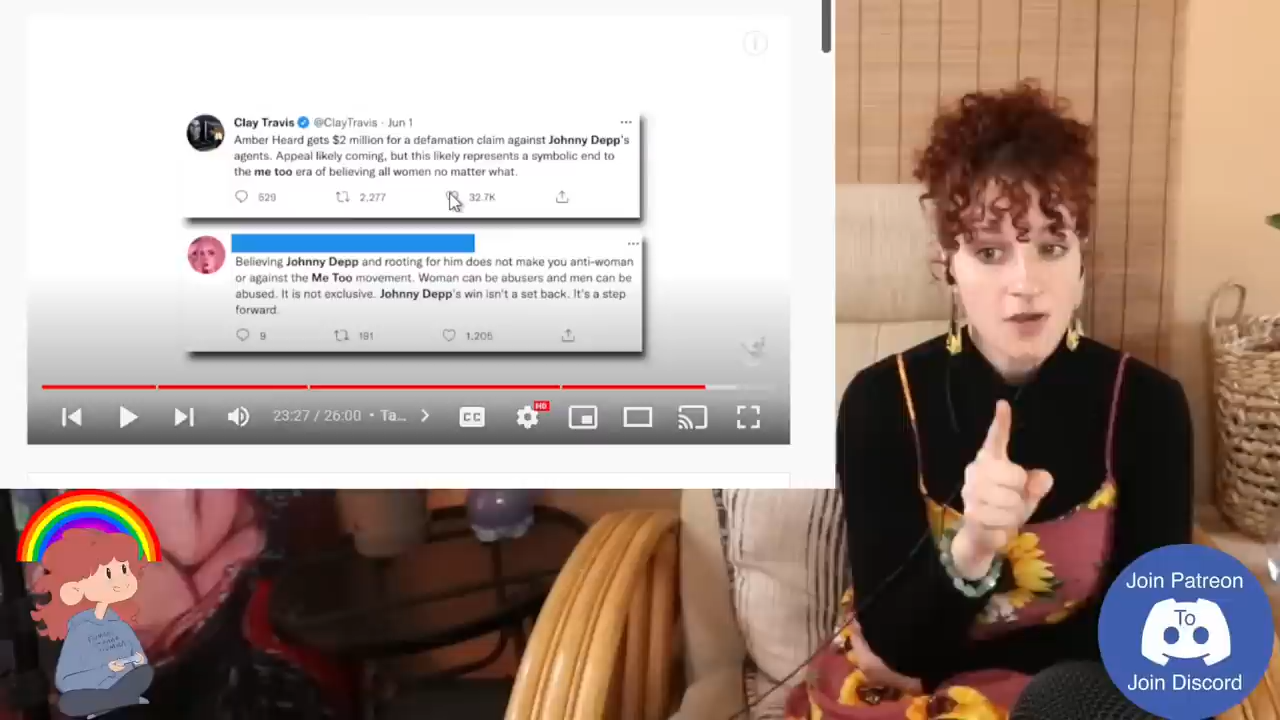 Clay Travis @ClayTravis · Jun 1
Amber Heard gets $2 million for a defamation claim against Johnny Depp's
agents. Appeal likely coming, but this likely represents a symbolic end to
the me too era of believing all women no matter what.
529 2,277 32.7K
Believing Johnny Depp and rooting for him does not make you anti-woman
or against the Me Too movement. Woman can be abusers and men can be
abused. It is not exclusive. Johnny Depp's win isn't a set back. It's a step
forward.
9 191 1,205
23:27 / 26:00 • Ta...
CC
HD
Join Patreon
To
Join Discord